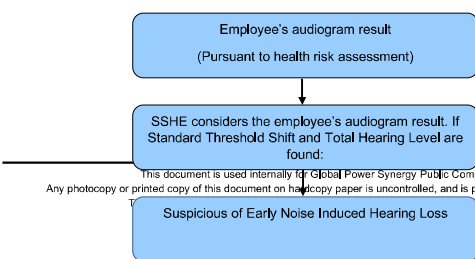 Employee's audiogram result
(Pursuant to health risk assessment)
SSHE considers the employee's audiogram result. If
Standard Threshold Shift and Total Hearing Level are
found:
This document is used internally for Global Power Synergy Public Com
Any photocopy or printed copy of this document on hardcopy paper is uncontrolled, and is p
Suspicious of Early Noise Induced Hearing Loss